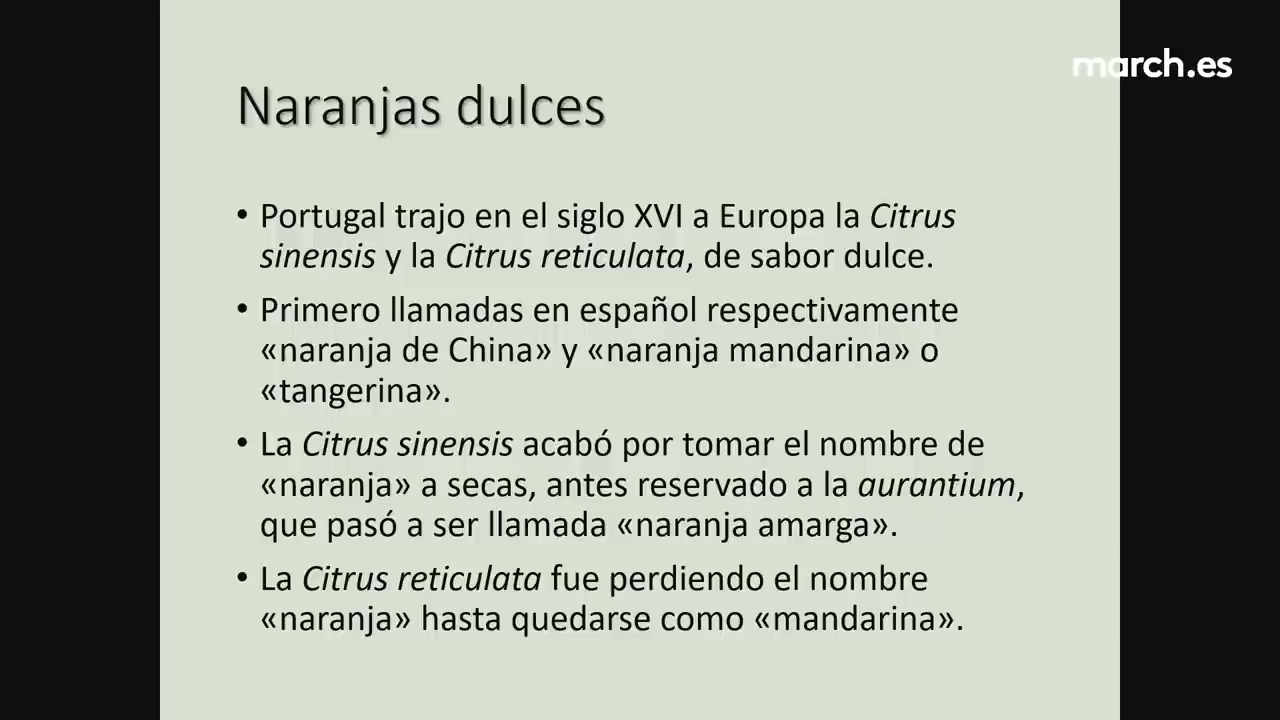 march.es
Naranjas dulces
• Portugal trajo en el siglo XVI a Europa la Citrus
sinensis y la Citrus reticulata, de sabor dulce.
• Primero llamadas en español respectivamente
«naranja de China» y «naranja mandarina» o
«tangerina».
• La Citrus sinensis acabó por tomar el nombre de
«naranja» a secas, antes reservado a la aurantium,
que pasó a ser llamada «naranja amarga».
• La Citrus reticulata fue perdiendo el nombre
«naranja» hasta quedarse como «mandarina».